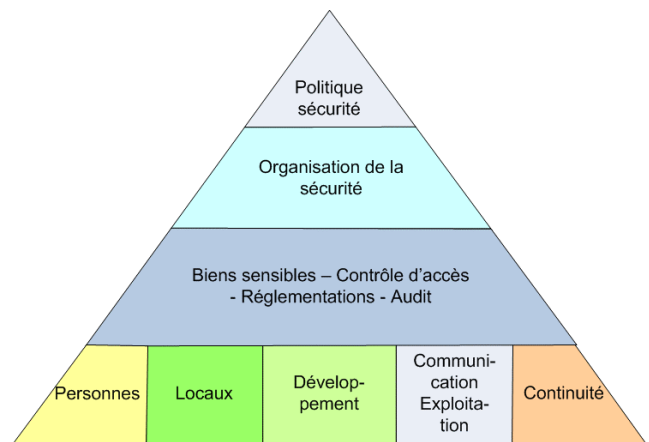 Politique
sécurité
Organisation de la
sécurité
Biens sensibles – Contrôle d’accès
- Réglementations - Audit
Personnes
Locaux
Dévelop-
pement
Communi-
cation
Exploita-
tion
Continuité